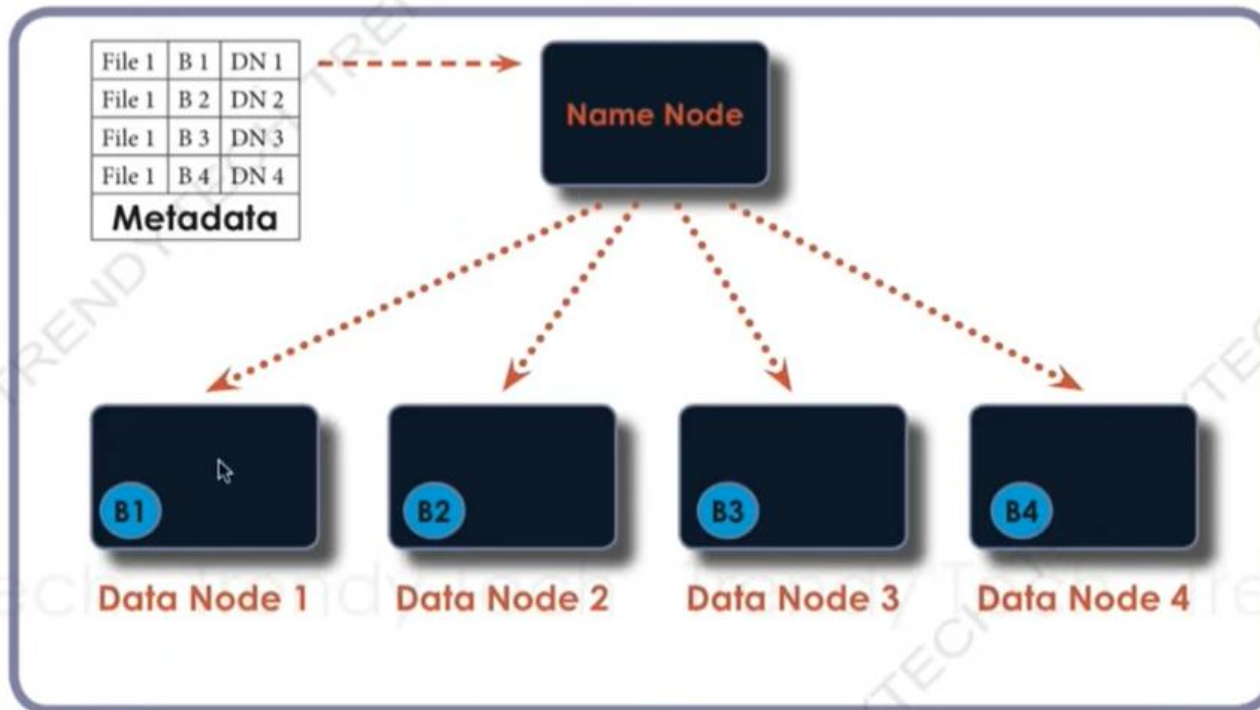 File 1 B 1 DN 1
File 1 B 2 DN 2
File 1 B 3 DN 3
File 1 B 4 DN 4
Metadata
Name Node
B1
B2
B3
B4
Data Node 1
Data Node 2
Data Node 3
Data Node 4
TRENDYTECH TREN